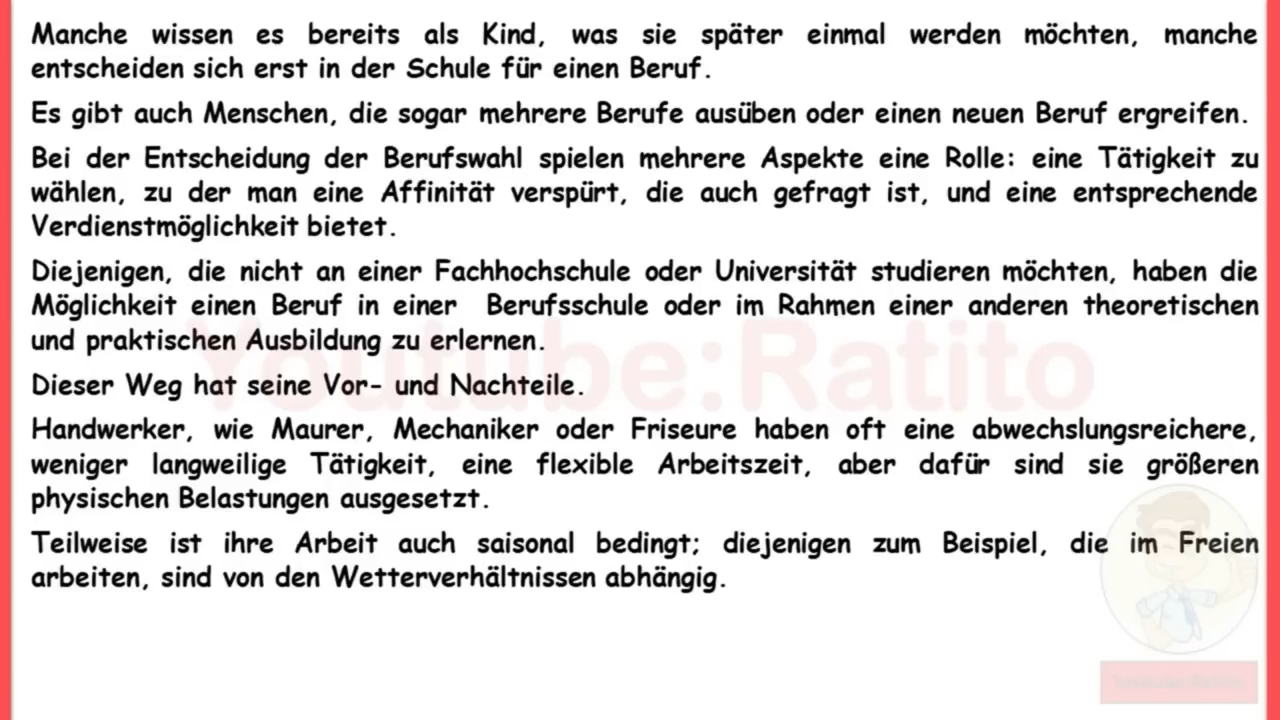 Manche wissen es bereits als Kind, was sie später einmal werden möchten, manche
entscheiden sich erst in der Schule für einen Beruf.
Es gibt auch Menschen, die sogar mehrere Berufe ausüben oder einen neuen Beruf ergreifen.
Bei der Entscheidung der Berufswahl spielen mehrere Aspekte eine Rolle: eine Tätigkeit zu
wählen, zu der man eine Affinität verspürt, die auch gefragt ist, und eine entsprechende
Verdienstmöglichkeit bietet.
Diejenigen, die nicht an einer Fachhochschule oder Universität studieren möchten, haben die
Möglichkeit einen Beruf in einer Berufsschule oder im Rahmen einer anderen theoretischen
und praktischen Ausbildung zu erlernen.
Youtube:Ratito
Dieser Weg hat seine Vor- und Nachteile.
Handwerker, wie Maurer, Mechaniker oder Friseure haben oft eine abwechslungsreichere,
weniger langweilige Tätigkeit, eine flexible Arbeitszeit, aber dafür sind sie größeren
physischen Belastungen ausgesetzt.
Teilweise ist ihre Arbeit auch saisonal bedingt; diejenigen zum Beispiel, die im Freien
arbeiten, sind von den Wetterverhältnissen abhängig.